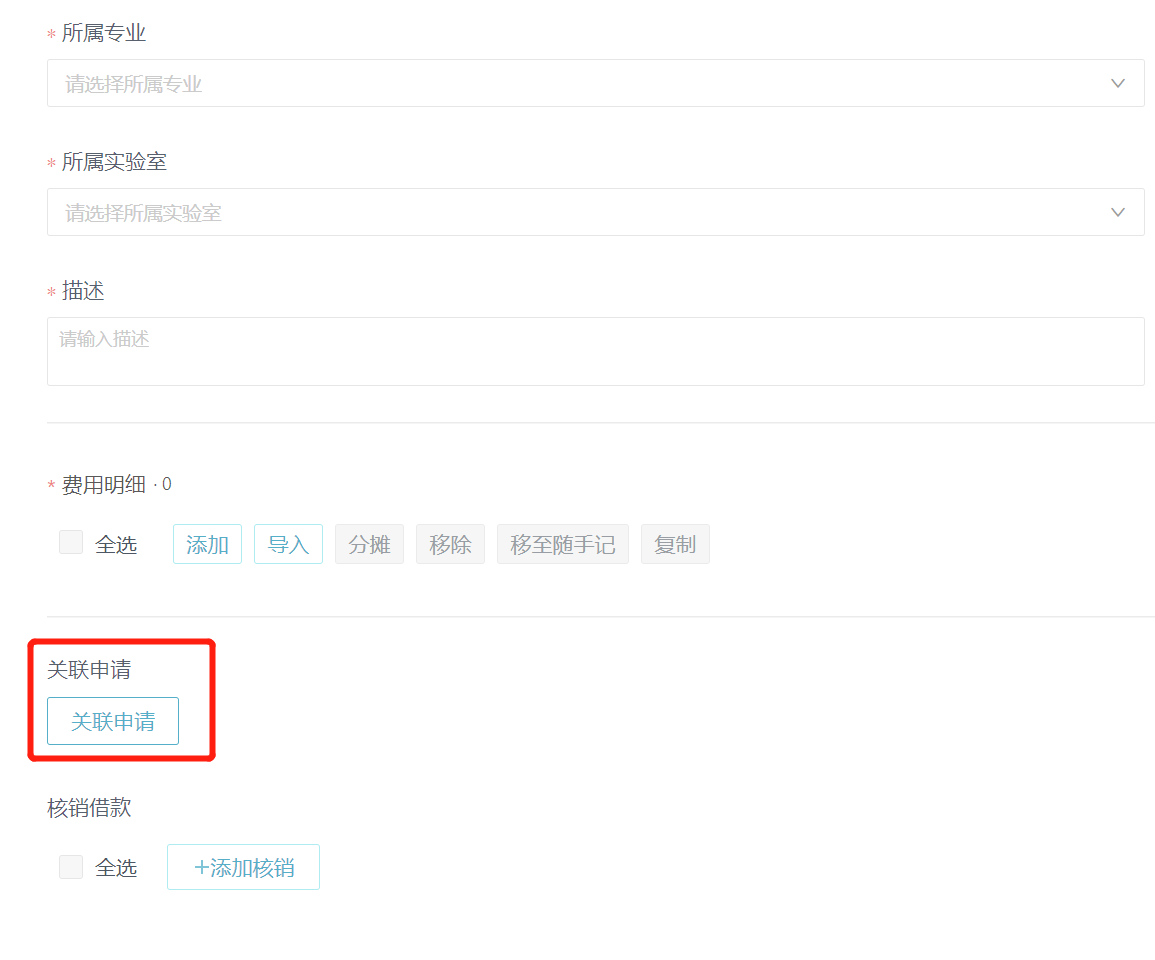 * 所属专业
请选择所属专业
* 所属实验室
请选择所属实验室
* 描述
请输入描述
* 费用明细 · 0
全选 添加 导入 分摊 移除 移至随手记 复制
关联申请
关联申请
核销借款
全选 +添加核销